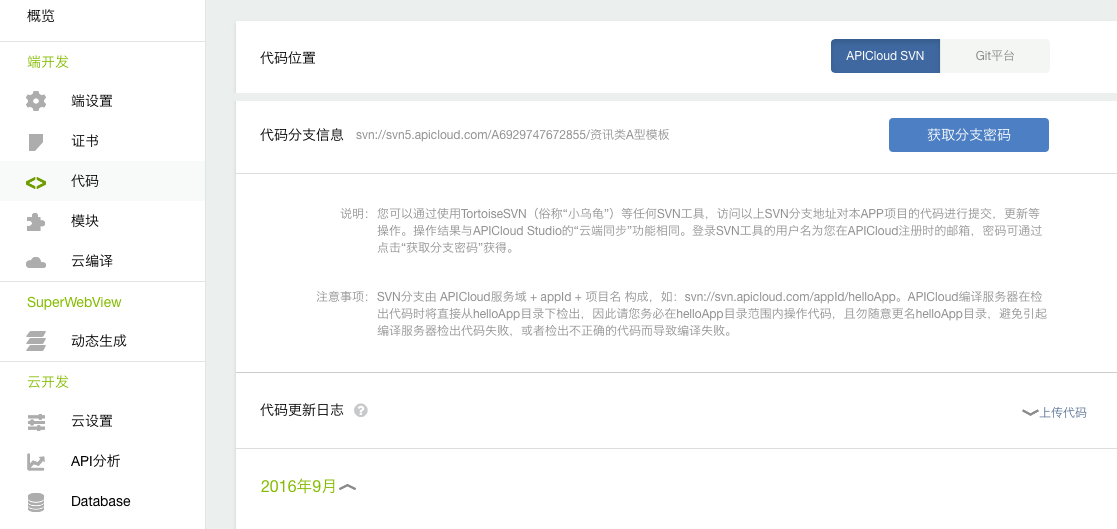 概览
端开发
端设置
证书
代码
模块
云编译
SuperWebView
动态生成
云开发
云设置
API分析
Database
代码位置
APICloud SVN
Git平台
代码分支信息
svn://svn5.apicloud.com/A6929747672855/资讯类A型模板
获取分支密码
说明：您可以通过使用TortoiseSVN（俗称“小乌龟”）等任何SVN工具，访问以上SVN分支地址对本APP项目的代码进行提交，更新等
操作。操作结果与APICloud Studio的“云端同步”功能相同。登录SVN工具的用户名为您在APICloud注册时的邮箱，密码可通过
点击“获取分支密码”获得。
注意事项：SVN分支由 APICloud服务域 + appId + 项目名 构成，如：svn://svn.apicloud.com/appId/helloApp。APICloud编译服务器在检
出代码时将直接从helloApp目录下检出，因此请您务必在helloApp目录范围内操作代码，且勿随意更名helloApp目录，避免引起
编译服务器检出代码失败，或者检出不正确的代码而导致编译失败。
代码更新日志 ?
上传代码
2016年9月